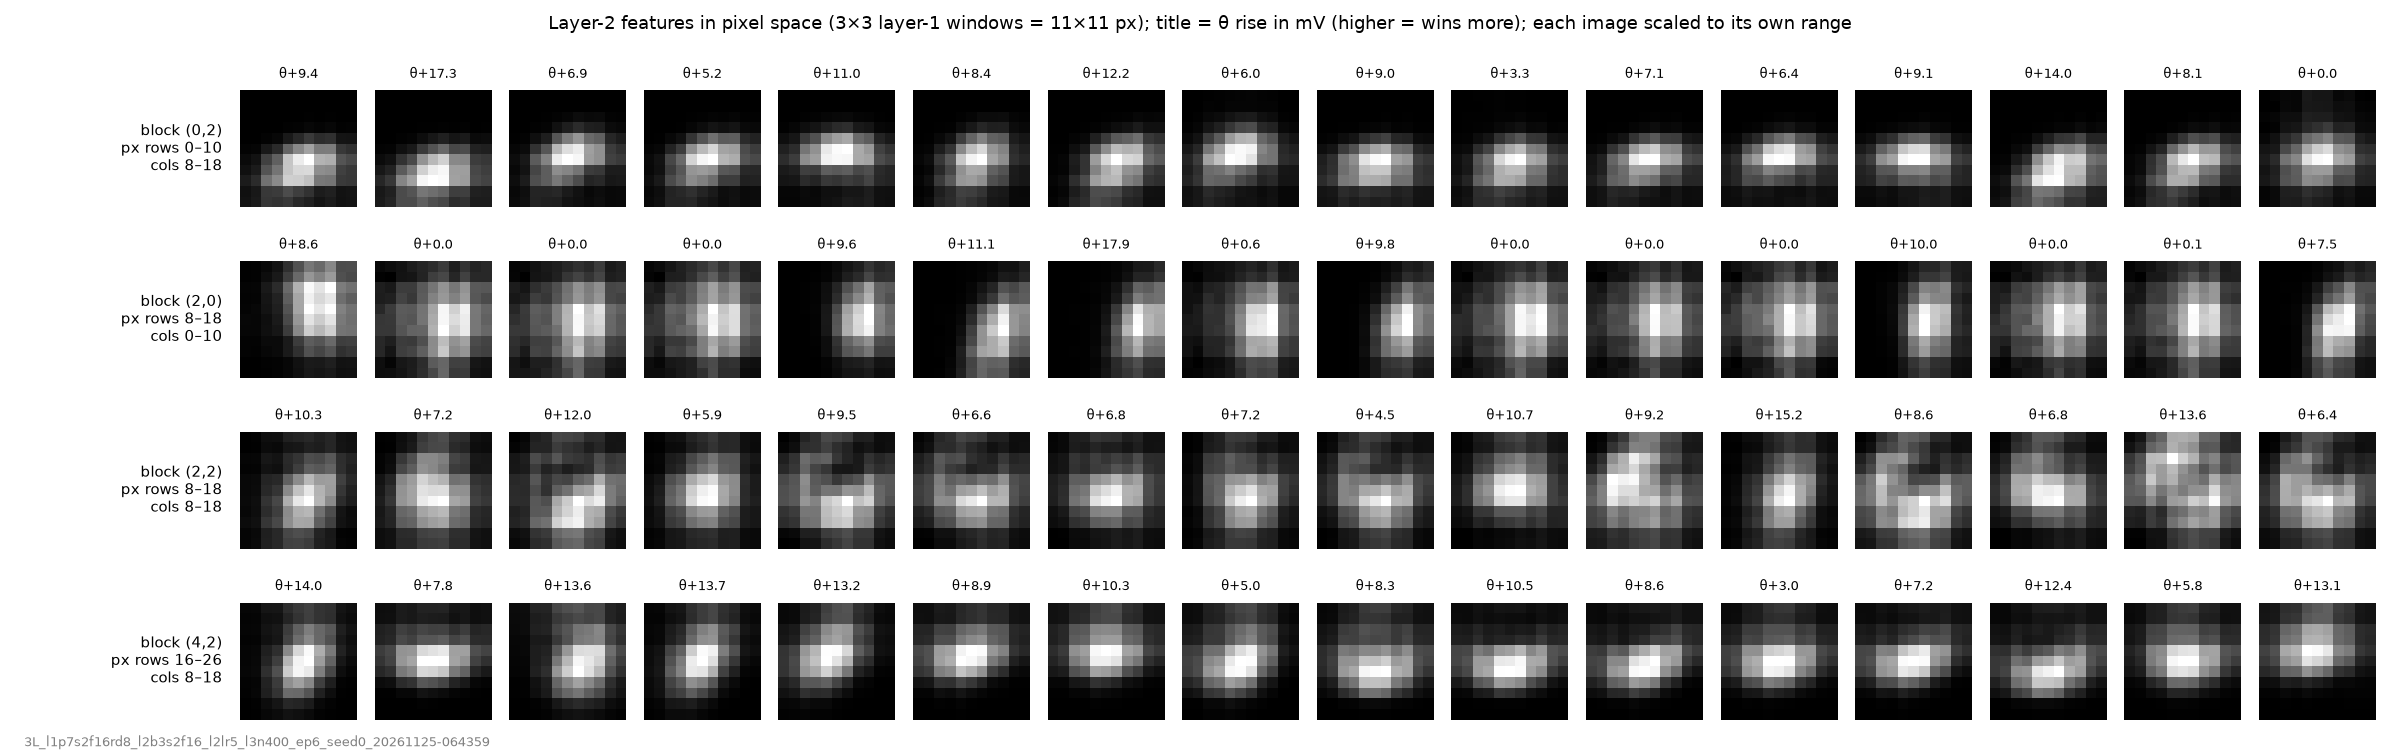 Layer-2 features in pixel space (3×3 layer-1 windows = 11×11 px); title = θ rise in mV (higher = wins more); each image scaled to its own range
θ+9.4 θ+17.3 θ+6.9 θ+5.2 θ+11.0 θ+8.4 θ+12.2 θ+6.0 θ+9.0 θ+3.3 θ+7.1 θ+6.4 θ+9.1 θ+14.0 θ+8.1 θ+0.0
block (0,2)
px rows 0–10
cols 8–18
θ+8.6 θ+0.0 θ+0.0 θ+0.0 θ+9.6 θ+11.1 θ+17.9 θ+0.6 θ+9.8 θ+0.0 θ+0.0 θ+0.0 θ+10.0 θ+0.0 θ+0.1 θ+7.5
block (2,0)
px rows 8–18
cols 0–10
θ+10.3 θ+7.2 θ+12.0 θ+5.9 θ+9.5 θ+6.6 θ+6.8 θ+7.2 θ+4.5 θ+10.7 θ+9.2 θ+15.2 θ+8.6 θ+6.8 θ+13.6 θ+6.4
block (2,2)
px rows 8–18
cols 8–18
θ+14.0 θ+7.8 θ+13.6 θ+13.7 θ+13.2 θ+8.9 θ+10.3 θ+5.0 θ+8.3 θ+10.5 θ+8.6 θ+3.0 θ+7.2 θ+12.4 θ+5.8 θ+13.1
block (4,2)
px rows 16–26
cols 8–18
3L_l1p7s2f16rd8_l2b3s2f16_l2lr5_l3n400_ep6_seed0_20261125-064359